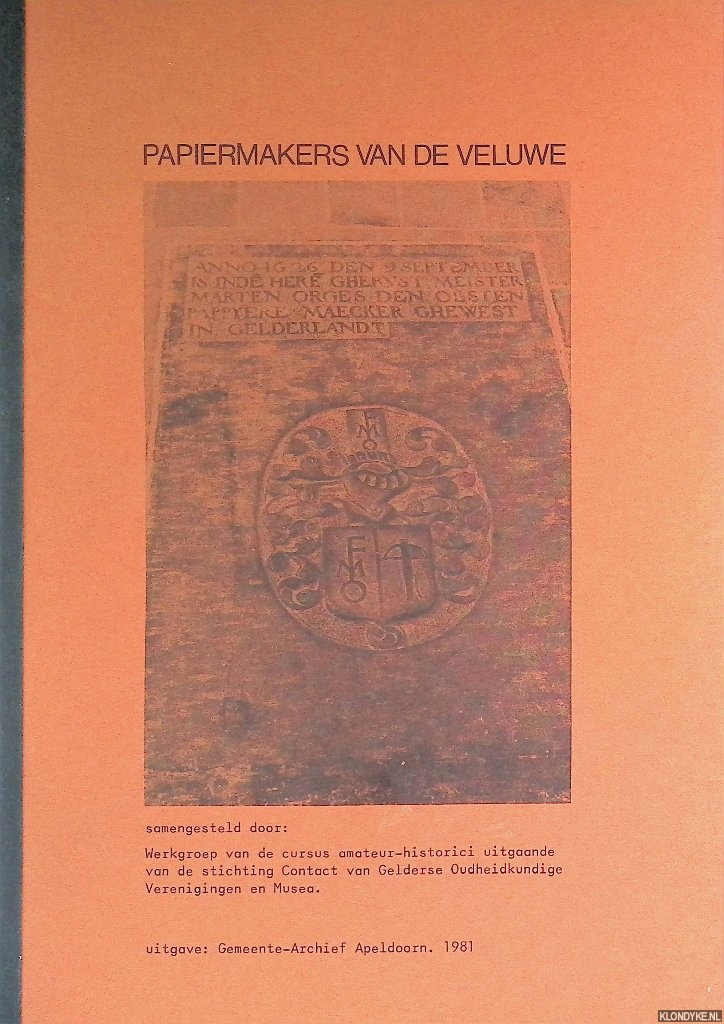 PAPIERMAKERS VAN DE VELUWE
ANNO 1626 DEN 9 SEPTEMBER
IS INDE HERE GHERVST MEISTER
MARTEN ORGES DEN OLSTEN
PAPPYERE MAECKER GHEWEST
IN GELDERLANDT
samengesteld door:
Werkgroep van de cursus amateur-historici uitgaande
van de stichting Contact van Gelderse Oudheidkundige
Verenigingen en Musea.
uitgave: Gemeente-Archief Apeldoorn. 1981
KLONDYKE.NL